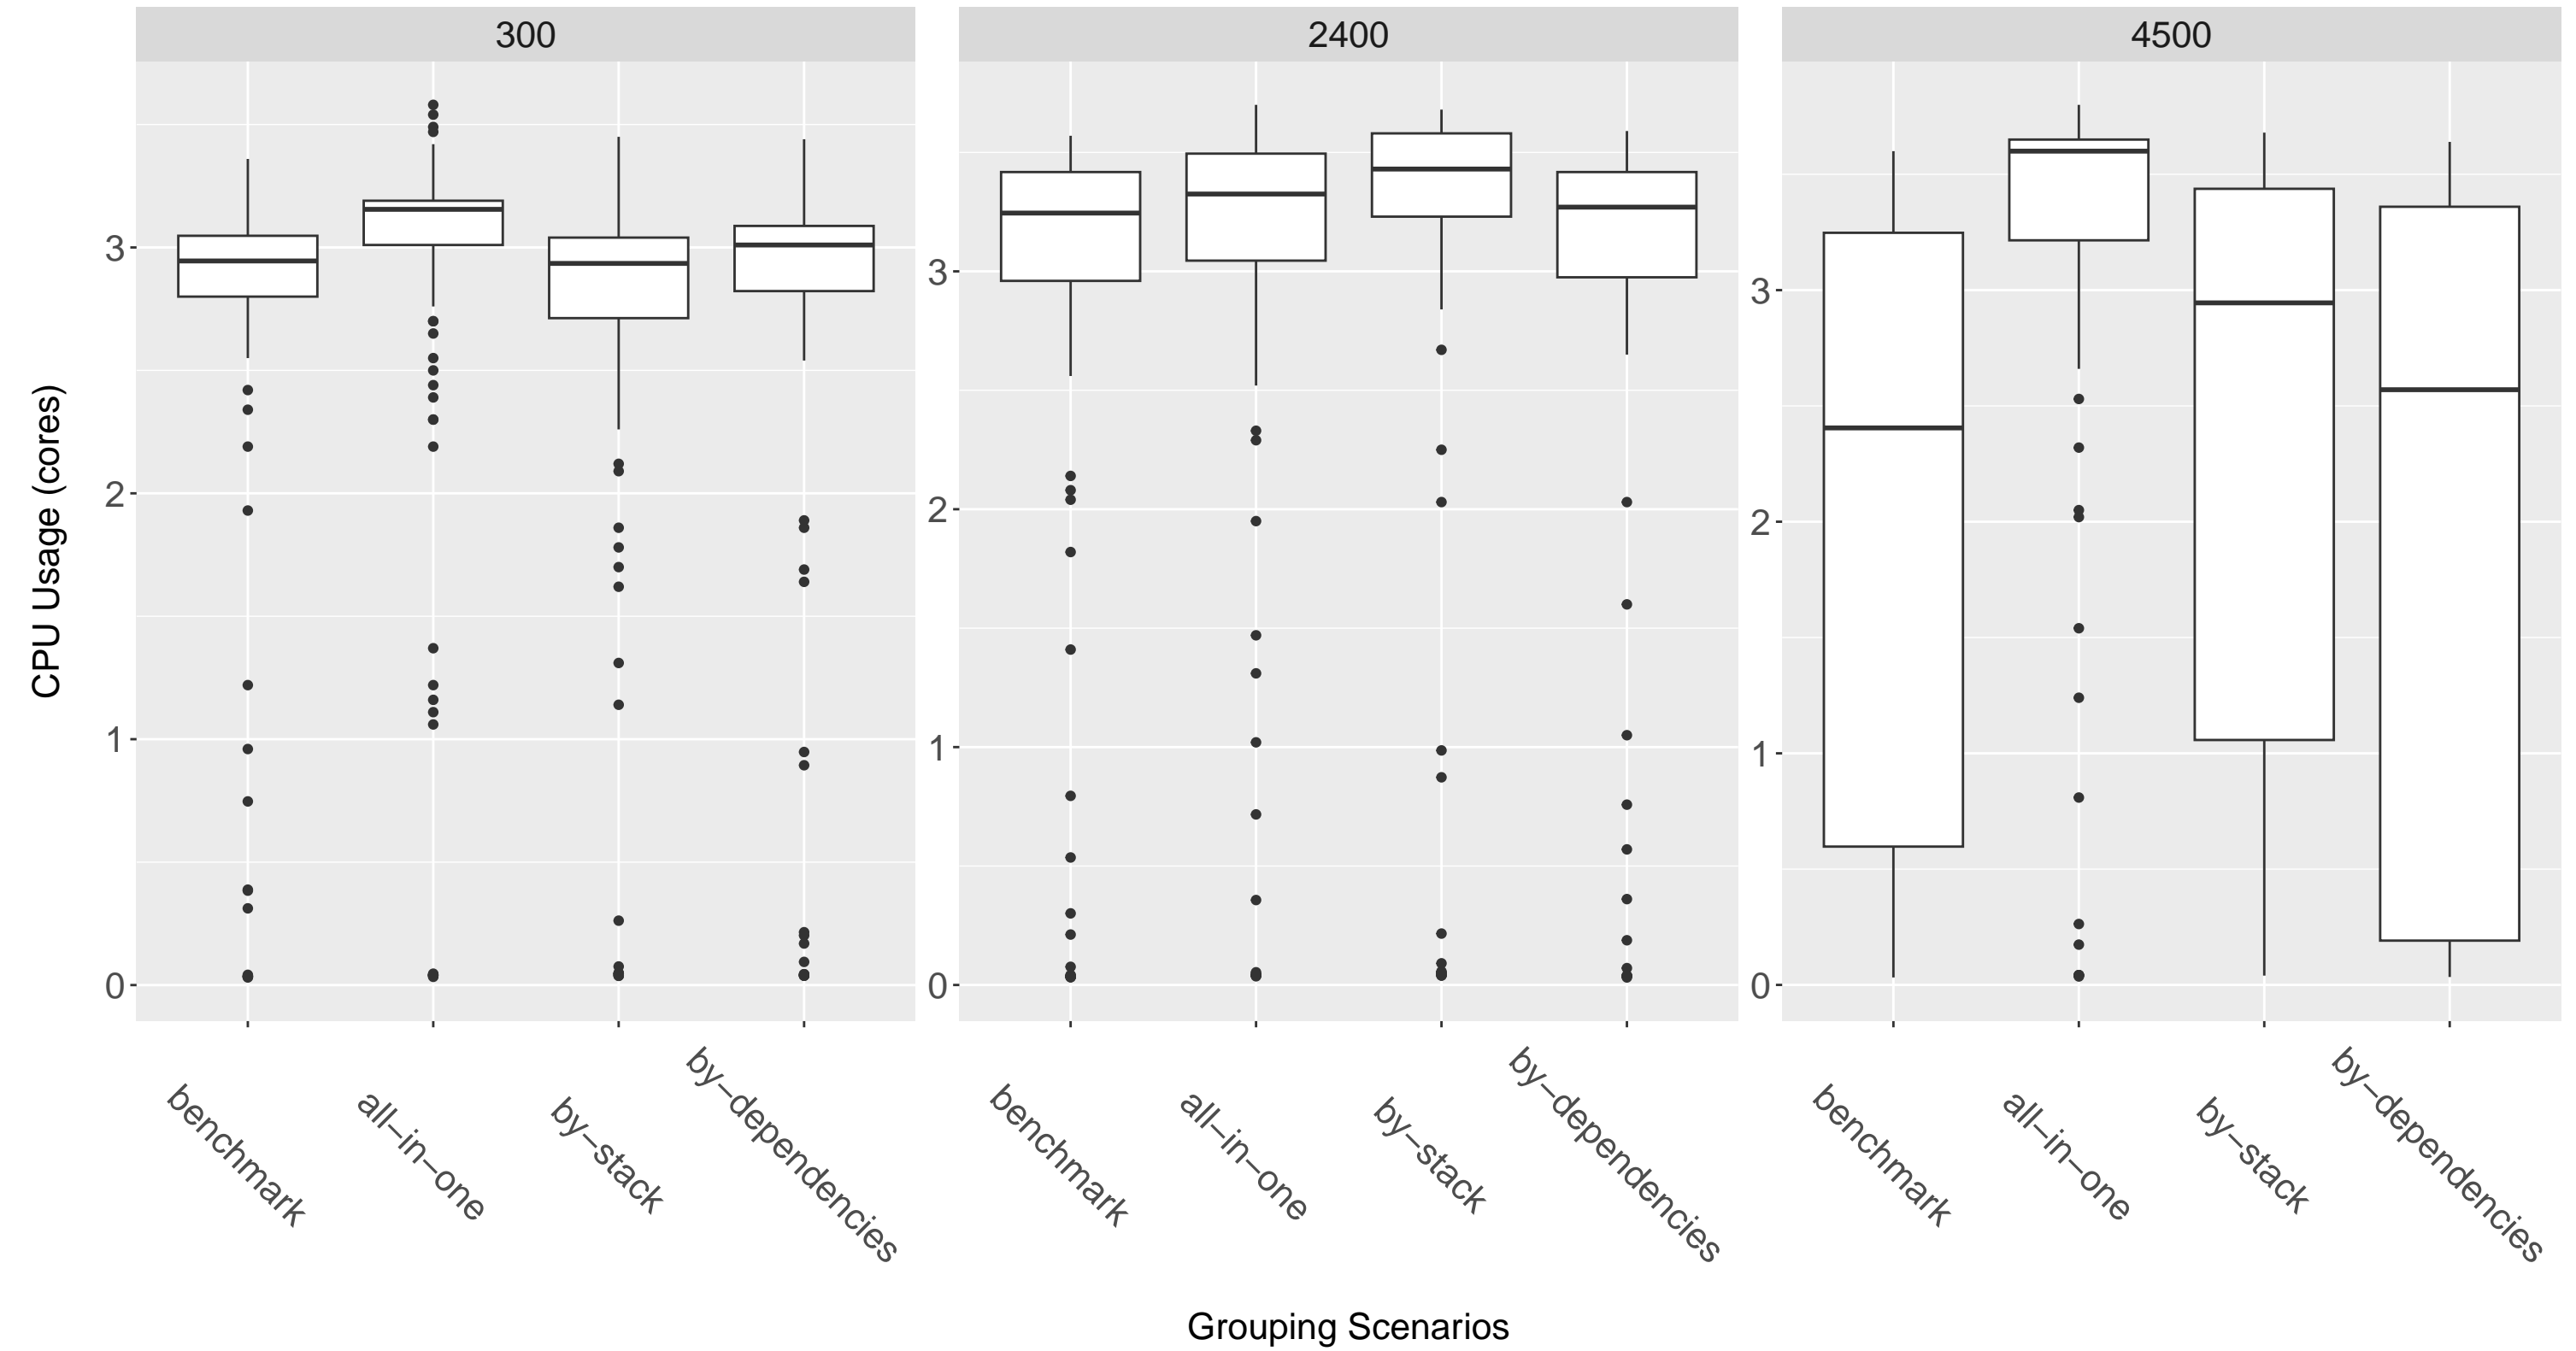 300 2400 4500
CPU Usage (cores)
3 3 3
2 2 2
1 1 1
0 0 0
benchmark all–in–one by–stack by–dependencies benchmark all–in–one by–stack by–dependencies benchmark all–in–one by–stack by–dependencies
Grouping Scenarios